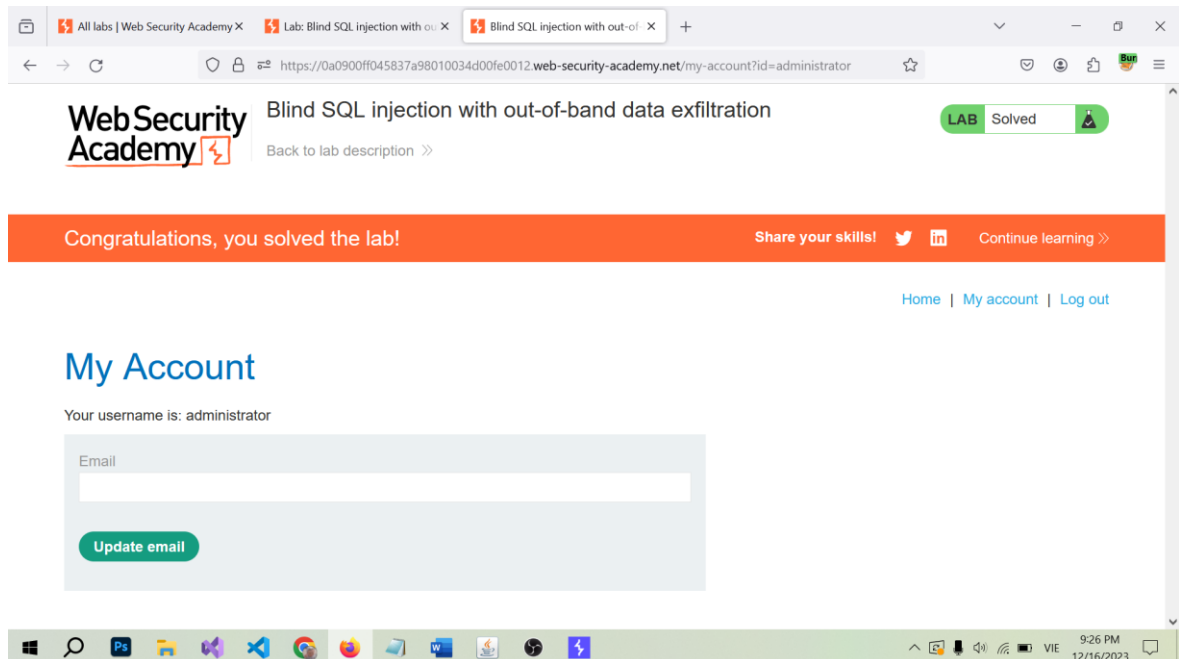 All labs | Web Security Academy
Lab: Blind SQL injection with ou
Blind SQL injection with out-of-
https://0a0900ff045837a98010034d00fe0012.web-security-academy.net/my-account?id=administrator
Bur
Web Security
Academy
Blind SQL injection with out-of-band data exfiltration
Back to lab description
LAB Solved
Congratulations, you solved the lab!
Share your skills!
in
Continue learning
Home | My account | Log out
My Account
Your username is: administrator
Email
Update email
Ps
W
VIE
9:26 PM
12/16/2023